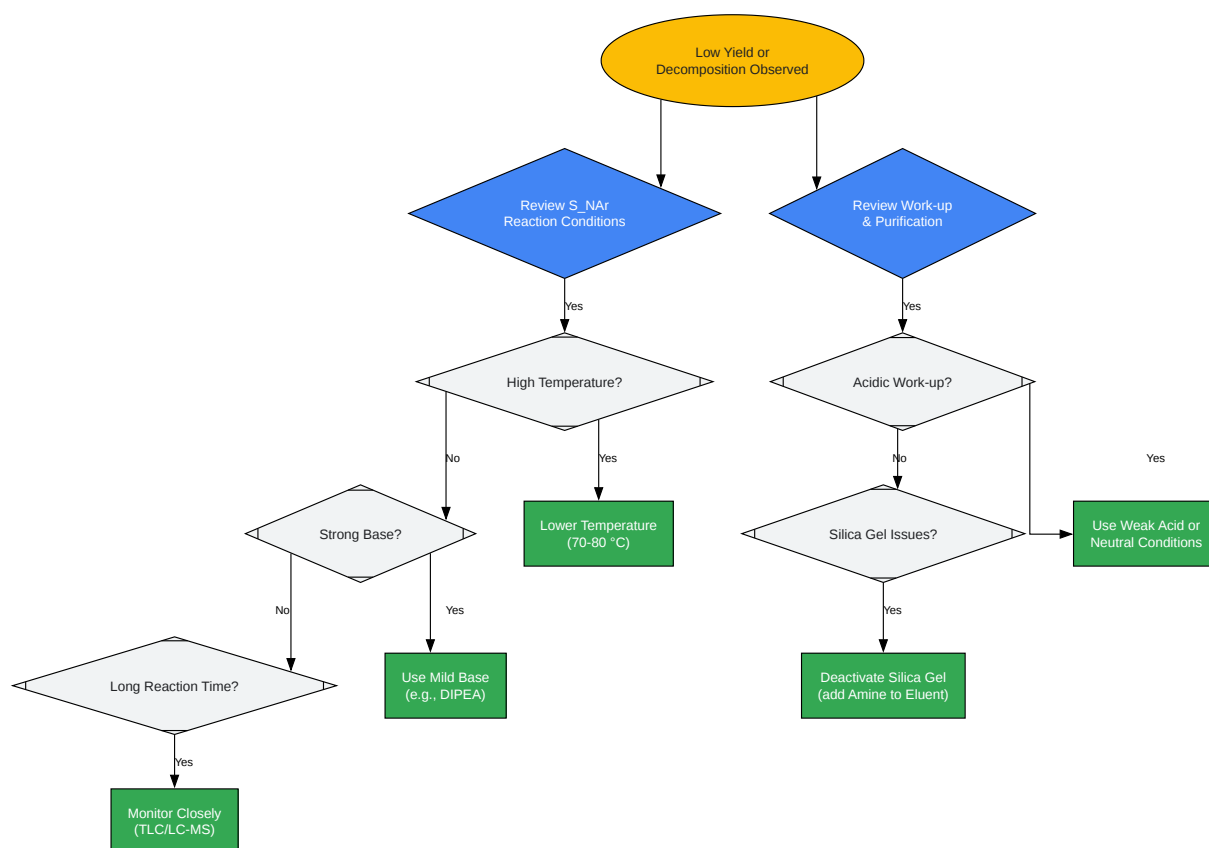 Low Yield or
Decomposition Observed
Review S_NAr
Reaction Conditions
Review Work-up
& Purification
Yes
Yes
High Temperature?
Acidic Work-up?
No
Yes
No
Yes
Strong Base?
Lower Temperature
(70-80 °C)
Silica Gel Issues?
Use Weak Acid or
Neutral Conditions
No
Yes
Yes
Long Reaction Time?
Use Mild Base
(e.g., DIPEA)
Deactivate Silica Gel
(add Amine to Eluent)
Yes
Monitor Closely
(TLC/LC-MS)